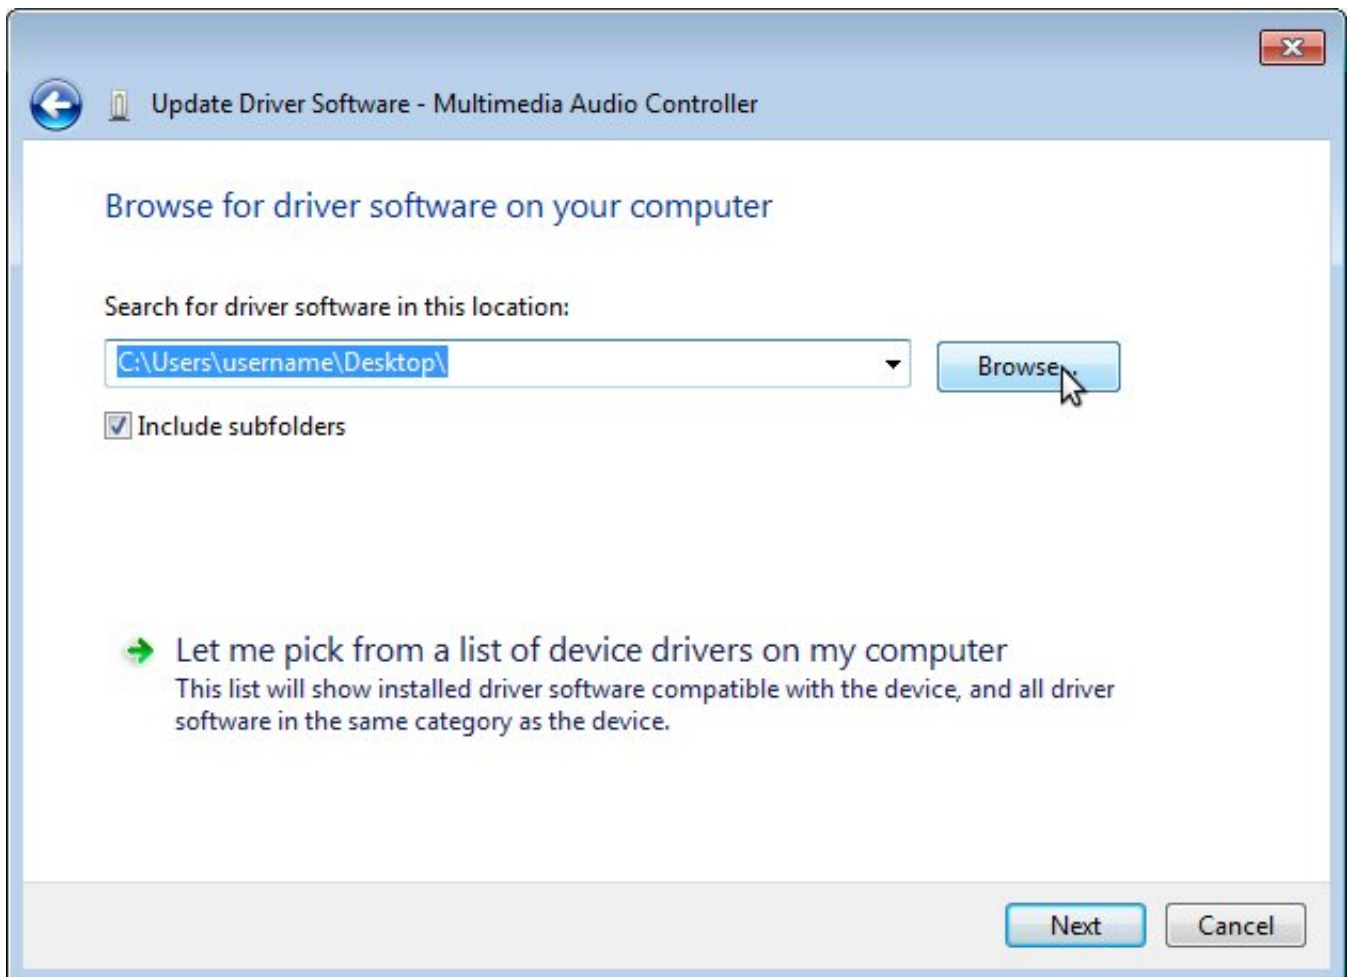 Update Driver Software - Multimedia Audio Controller
Browse for driver software on your computer
Search for driver software in this location:
C:\Users\username\Desktop\
Browse...
Include subfolders
Let me pick from a list of device drivers on my computer
This list will show installed driver software compatible with the device, and all driver
software in the same category as the device.
Next
Cancel